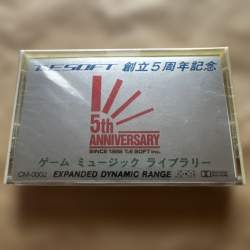 T&ESOFT 創立5周年記念
5th
ANNIVERSARY
SINCE 1982 T&E SOFT Inc.
ゲーム ミュージック ライブラリー
CM-0002 EXPANDED DYNAMIC RANGE